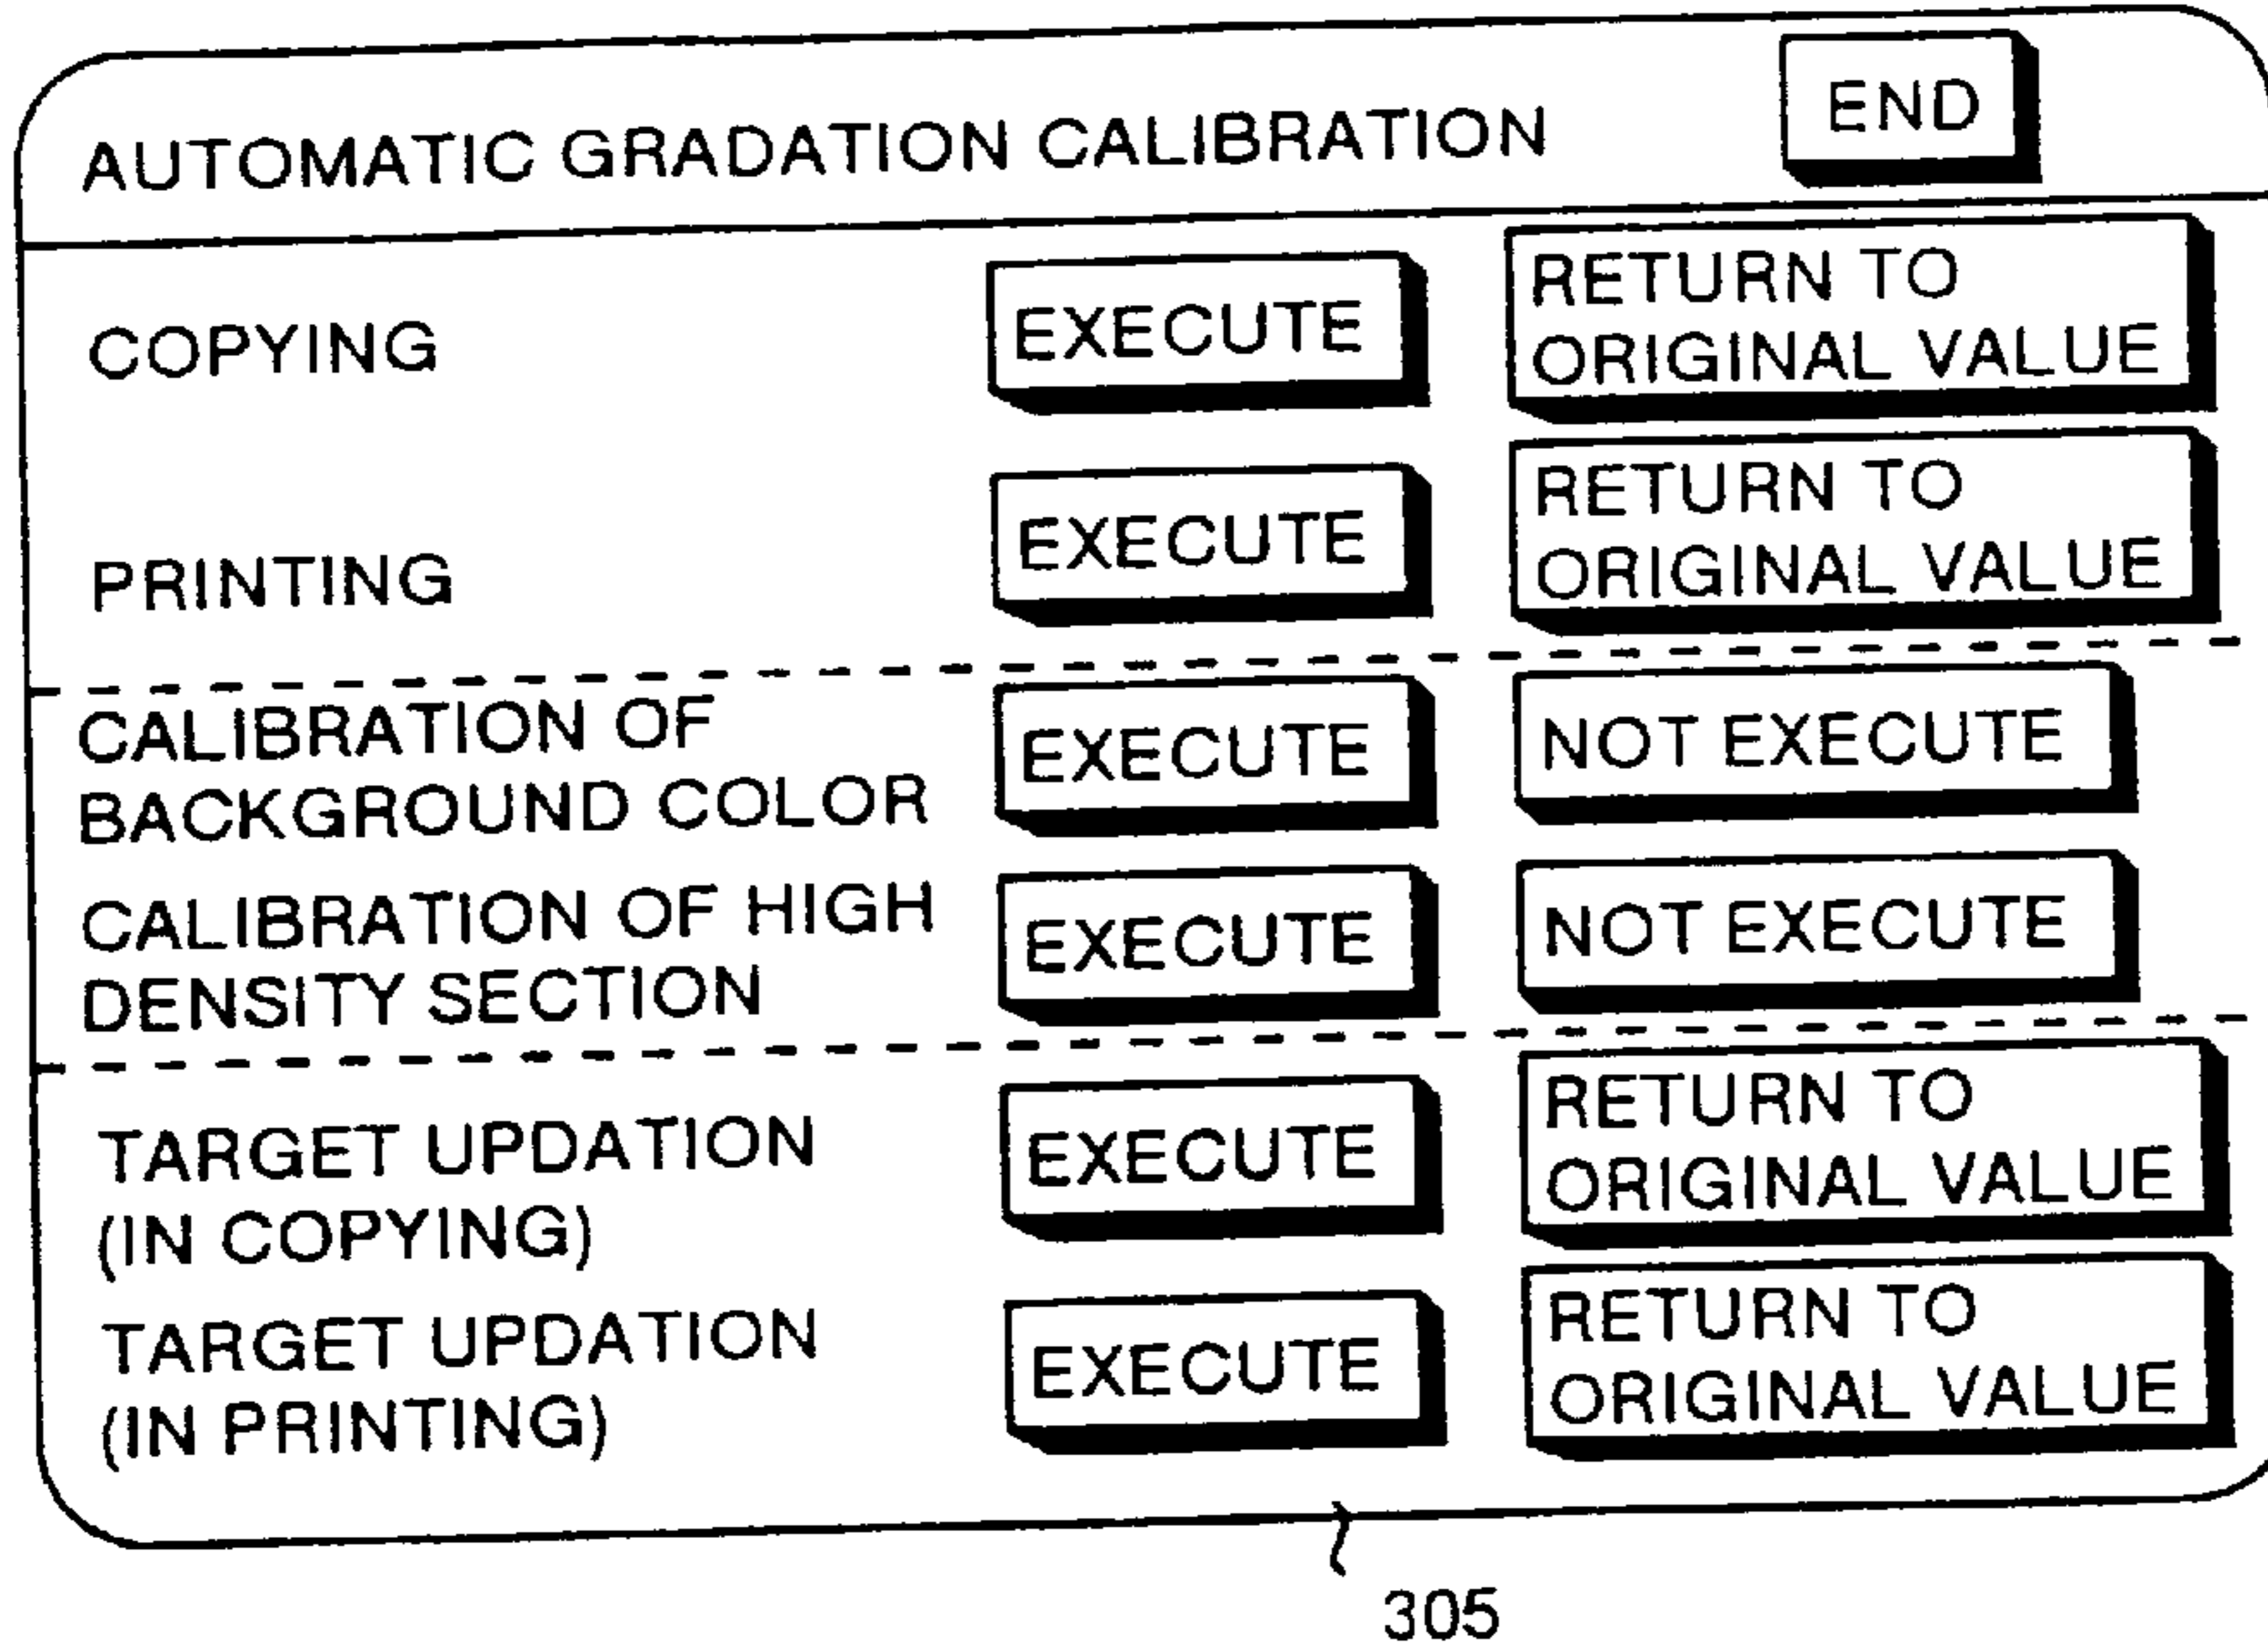 AUTOMATIC GRADATION CALIBRATION
END
COPYING
EXECUTE
RETURN TO
ORIGINAL VALUE
PRINTING
EXECUTE
RETURN TO
ORIGINAL VALUE
CALIBRATION OF
BACKGROUND COLOR
EXECUTE
NOT EXECUTE
CALIBRATION OF HIGH
DENSITY SECTION
EXECUTE
NOT EXECUTE
TARGET UPDATION
(IN COPYING)
EXECUTE
RETURN TO
ORIGINAL VALUE
TARGET UPDATION
(IN PRINTING)
EXECUTE
RETURN TO
ORIGINAL VALUE
305